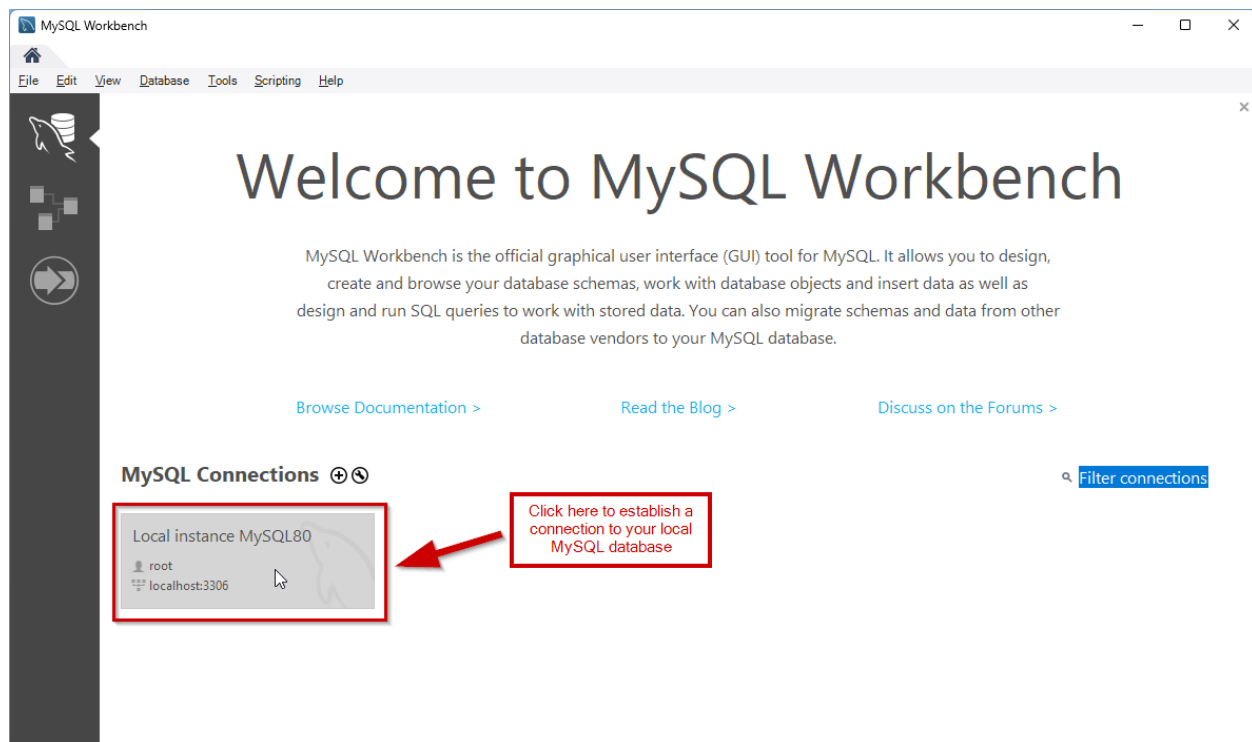 MySQL Workbench
File Edit View Database Tools Scripting Help
Welcome to MySQL Workbench
MySQL Workbench is the official graphical user interface (GUI) tool for MySQL. It allows you to design,
create and browse your database schemas, work with database objects and insert data as well as
design and run SQL queries to work with stored data. You can also migrate schemas and data from other
database vendors to your MySQL database.
Browse Documentation > Read the Blog > Discuss on the Forums >
MySQL Connections
Filter connections
Local instance MySQL80
root
localhost:3306
Click here to establish a
connection to your local
MySQL database